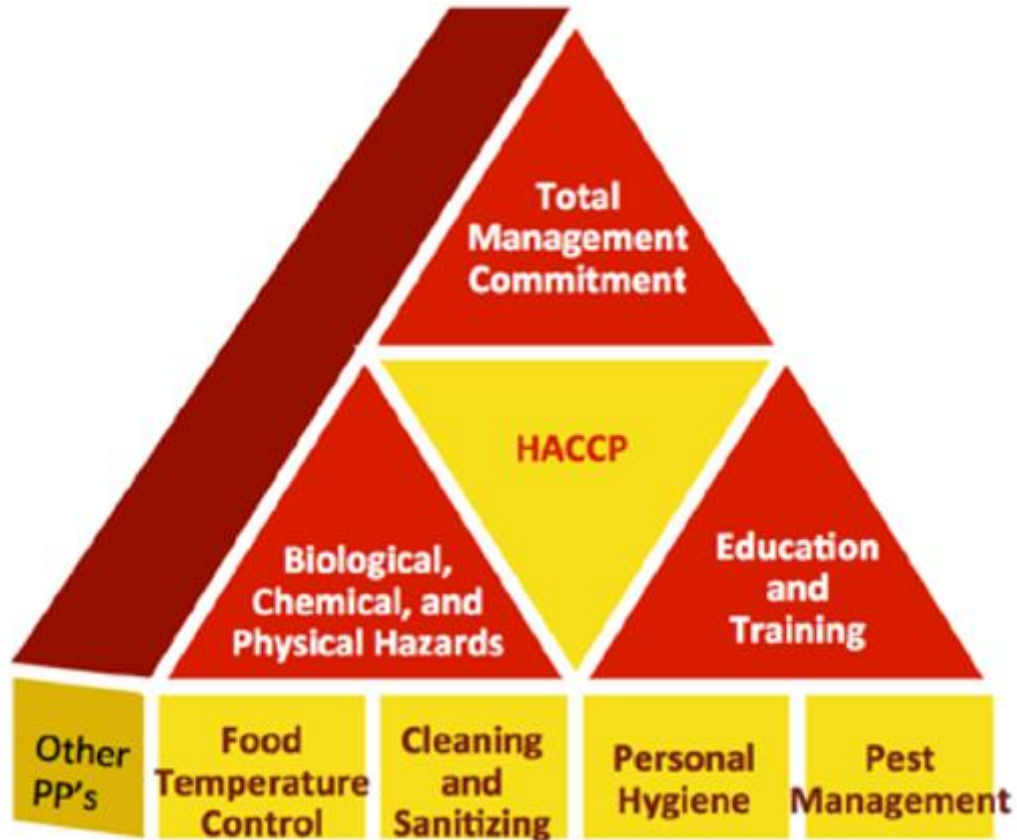 Total
Management
Commitment
HACCP
Biological,
Chemical, and
Physical Hazards
Education
and
Training
Other
PP's
Food
Temperature
Control
Cleaning
and
Sanitizing
Personal
Hygiene
Pest
Management